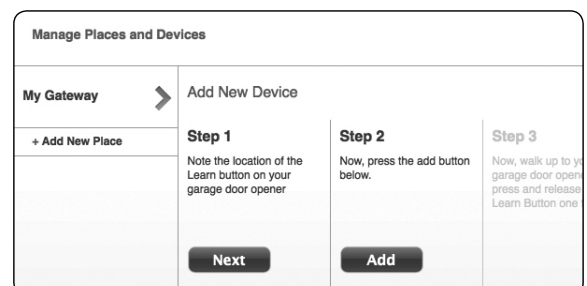 Manage Places and Devices
My Gateway
+ Add New Place
Add New Device
Step 1
Note the location of the
Learn button on your
garage door opener
Next
Step 2
Now, press the add button
below.
Add
Step 3
Now, walk up to
garage door
press and release
Learn Button one